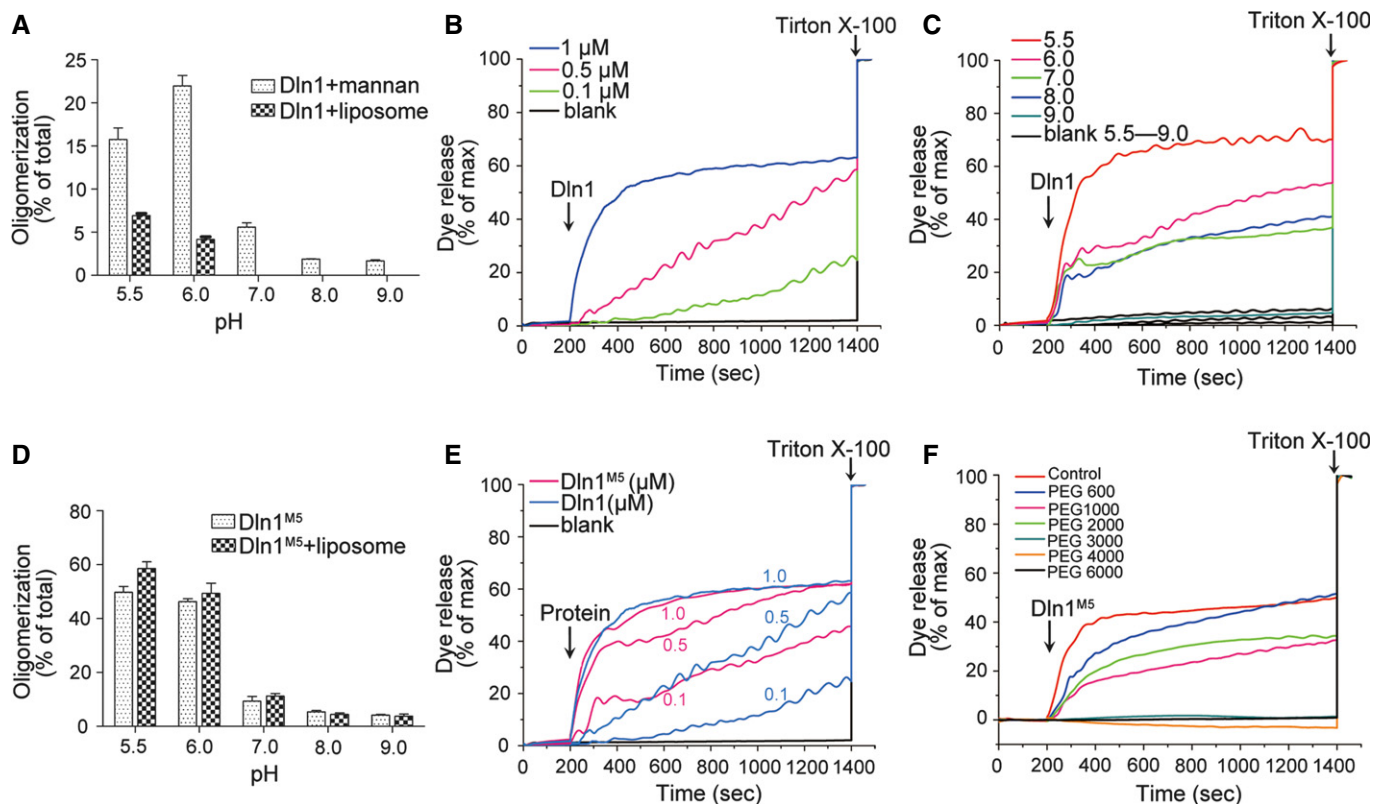 A
Oligomerization
(% of total)
25
20
15
10
5
0
Dln1+mannan
Dln1+liposome
5.5 6.0 7.0 8.0 9.0
pH
B
Tirton X-100
Dye release
(% of max)
100
80
60
40
20
0
1 µM
0.5 µM
0.1 µM
blank
Dln1
0 200 400 600 800 1000 1200 1400
Time (sec)
C
Triton X-100
Dye release
(% of max)
100
80
60
40
20
0
5.5
6.0
7.0
8.0
9.0
blank 5.5—9.0
Dln1
0 200 400 600 800 1000 1200 1400
Time (sec)
D
Oligomerization
(% of total)
80
60
40
20
0
Dln1M5
Dln1M5+liposome
5.5 6.0 7.0 8.0 9.0
pH
E
Triton X-100
Dye release
(% of max)
100
80
60
40
20
0
Dln1M5 (µM)
Dln1 (µM)
blank
Protein
1.0
1.0
0.5
0.5
0.1
0.1
0 200 400 600 800 1000 1200 1400
Time (sec)
F
Triton X-100
Dye release
(% of max)
100
80
60
40
20
0
Control
PEG 600
PEG1000
PEG 2000
PEG 3000
PEG 4000
PEG 6000
Dln1M5
0 200 400 600 800 1000 1200 1400
Time (sec)